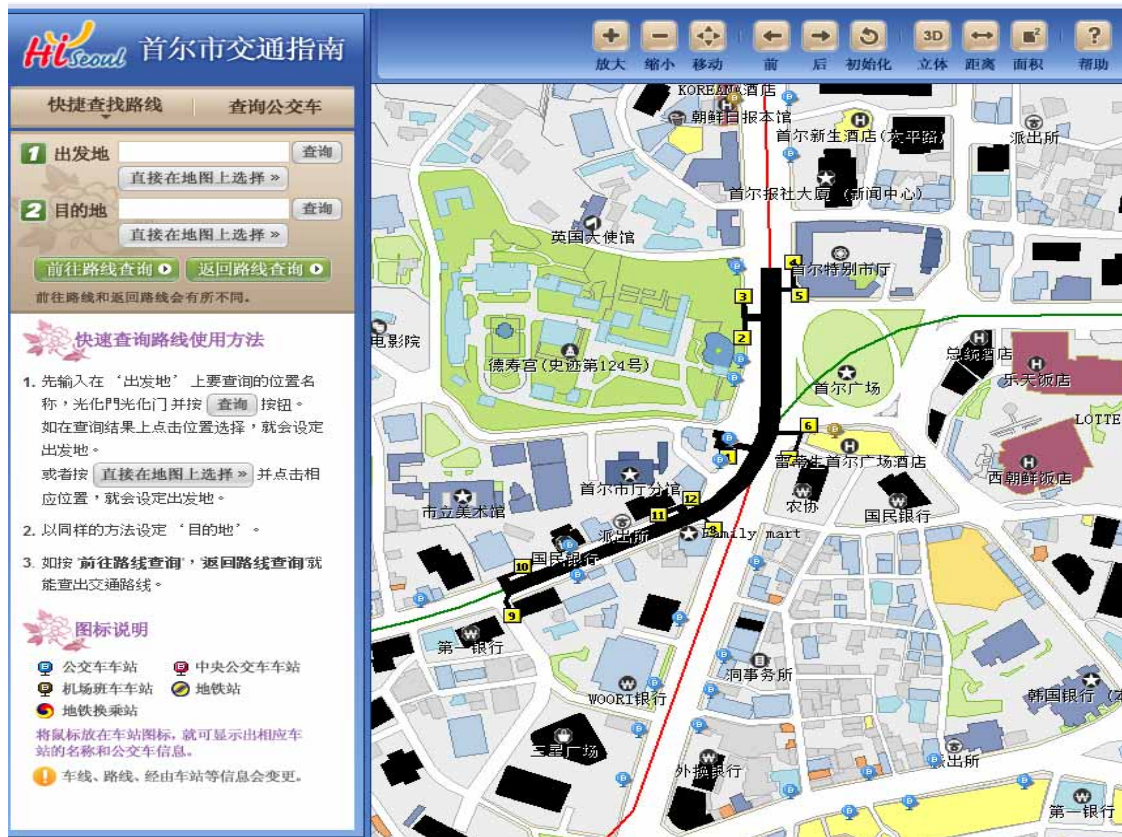 Hi Seoul 首尔市交通指南
快捷查找路线
查询公交车
1 出发地 查询
直接在地图上选择 »
2 目的地 查询
直接在地图上选择 »
前往路线查询
返回路线查询
前往路线和返回路线会有所不同。
快速查询路线使用方法
1. 先输入在‘出发地’上要查询的位置名
称，光化門光化门并按 查询 按钮。
如在查询结果上点击位置选择，就会设定
出发地。
或者按 直接在地图上选择 » 并点击相
应位置，就会设定出发地。
2. 以同样的方法设定‘目的地’。
3. 如按‘前往路线查询’，‘返回路线查询’就
能查出交通路线。
图标说明
公交车车站
中央公交车车站
机场班车车站
地铁站
地铁换乘站
将鼠标放在车站图标, 就可显示出相应车
站的名称和公交车信息。
车线、路线、经由车站等信息会变更。
放大
缩小
移动
前
后
初始化
3D
立体
距离
面积
帮助
KOREANA酒店
朝鲜日报本馆
首尔新生酒店(太平路)
派出所
首尔报社大厦 (新闻中心)
英国大使馆
首尔特别市厅
4
5
3
2
电影院
德寿宫(史迹第124号)
总统酒店
乐天饭店
首尔广场
LOTTE
6
雷蒂生首尔广场酒店
西朝鲜饭店
首尔市厅分馆
市立美术馆
农协
国民银行
12
11
8
派出所
Family mart
国民银行
10
9
第一银行
洞事务所
WOORI银行
韩国银行
三星广场
外换银行
派出所
第一银行